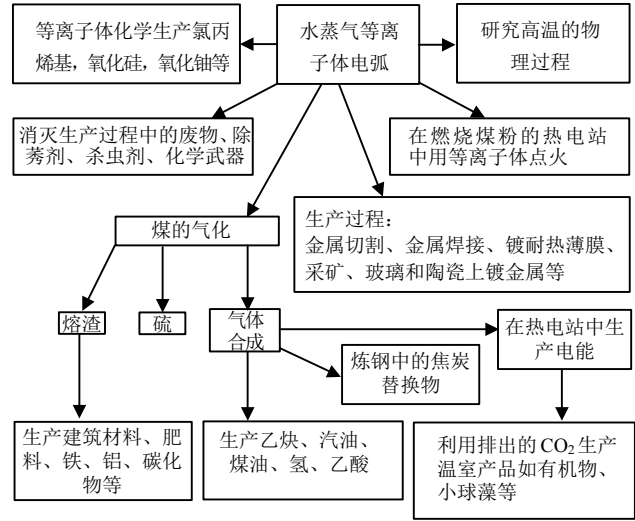 等离子体化学生产氯丙
烯基，氧化硅，氧化铀等
水蒸气等离
子体电弧
研究高温的物
理过程
消灭生产过程中的废物、除
莠剂、杀虫剂、化学武器
在燃烧煤粉的热电站
中用等离子体点火
煤的气化
生产过程：
金属切割、金属焊接、镀耐热薄膜、
采矿、玻璃和陶瓷上镀金属等
熔渣
硫
气体
合成
在热电站中生
产电能
炼钢中的焦炭
替换物
生产建筑材料、肥
料、铁、铝、碳化
物等
生产乙炔、汽油、
煤油、氢、乙酸
利用排出的CO₂生产
温室产品如有机物、
小球藻等